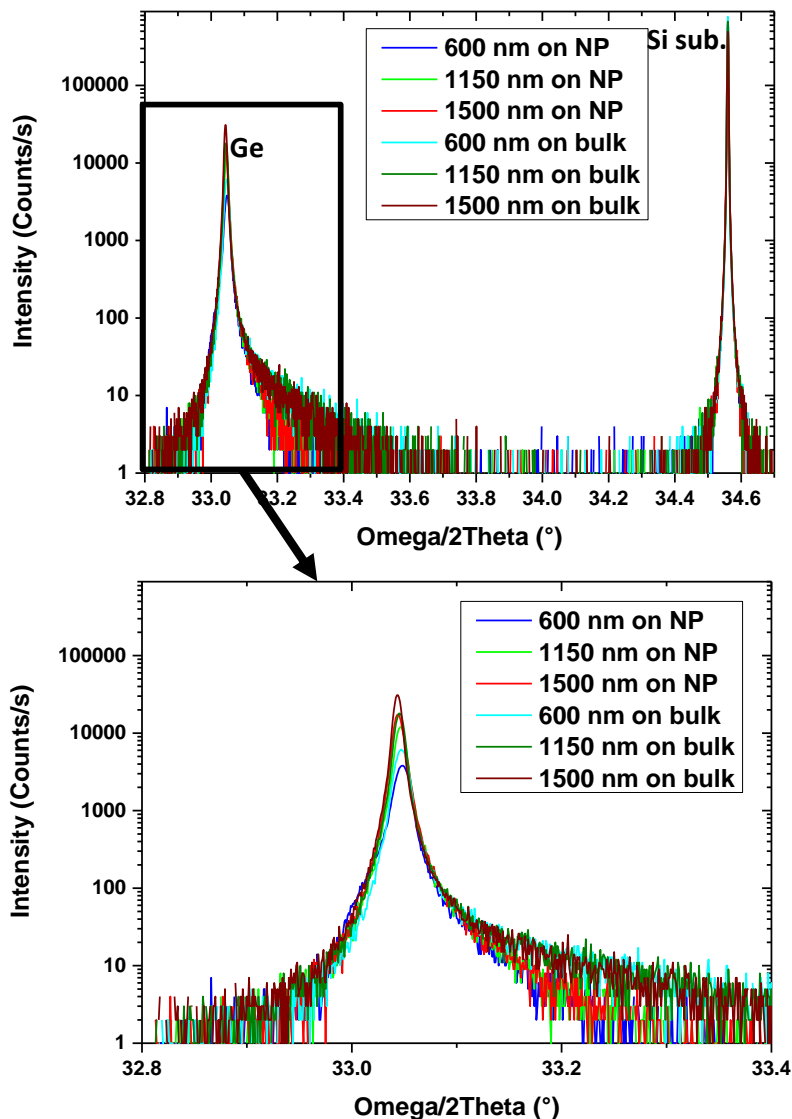 600 nm on NP
1150 nm on NP
1500 nm on NP
600 nm on bulk
1150 nm on bulk
1500 nm on bulk
Si sub.
Ge
100000
10000
1000
100
10
1
Intensity (Counts/s)
32.8 33.0 33.2 33.4 33.6 33.8 34.0 34.2 34.4 34.6
Omega/2Theta (°)
600 nm on NP
1150 nm on NP
1500 nm on NP
600 nm on bulk
1150 nm on bulk
1500 nm on bulk
100000
10000
1000
100
10
1
Intensity (Counts/s)
32.8 33.0 33.2 33.4
Omega/2Theta (°)